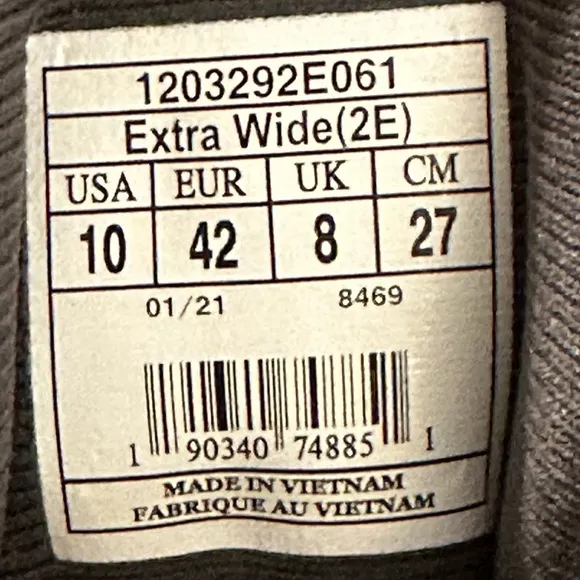 1203292E061
Extra Wide(2E)
USA EUR UK CM
10 42 8 27
01/21 8469
1 90340 74885 1
MADE IN VIETNAM
FABRIQUE AU VIETNAM